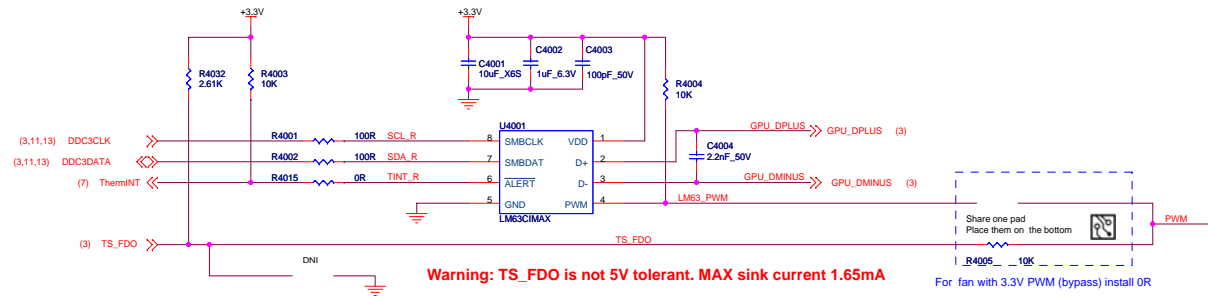 +3.3V
+3.3V
R4032
2.61K
R4003
10K
C4001
10uF_X6S
C4002
1uF_6.3V
C4003
100pF_50V
R4004
10K
U4001
(3,11,13) DDC3CLK
R4001 100R SCL_R
8 SMBCLK VDD 1
GPU_DPLUS
GPU_DPLUS (3)
(3,11,13) DDC3DATA
R4002 100R SDA_R
7 SMBDAT D+ 2
C4004
2.2nF_50V
(7) ThermINT
R4015 0R TINT_R
6 ALERT D- 3
GPU_DMINUS
GPU_DMINUS (3)
5 GND PWM 4
LM63_PWM
LM63CIMAX
Share one pad
Place them on the bottom
PWM
(3) TS_FDO
TS_FDO
R4005 10K
DNI
Warning: TS_FDO is not 5V tolerant. MAX sink current 1.65mA
For fan with 3.3V PWM (bypass) install 0R